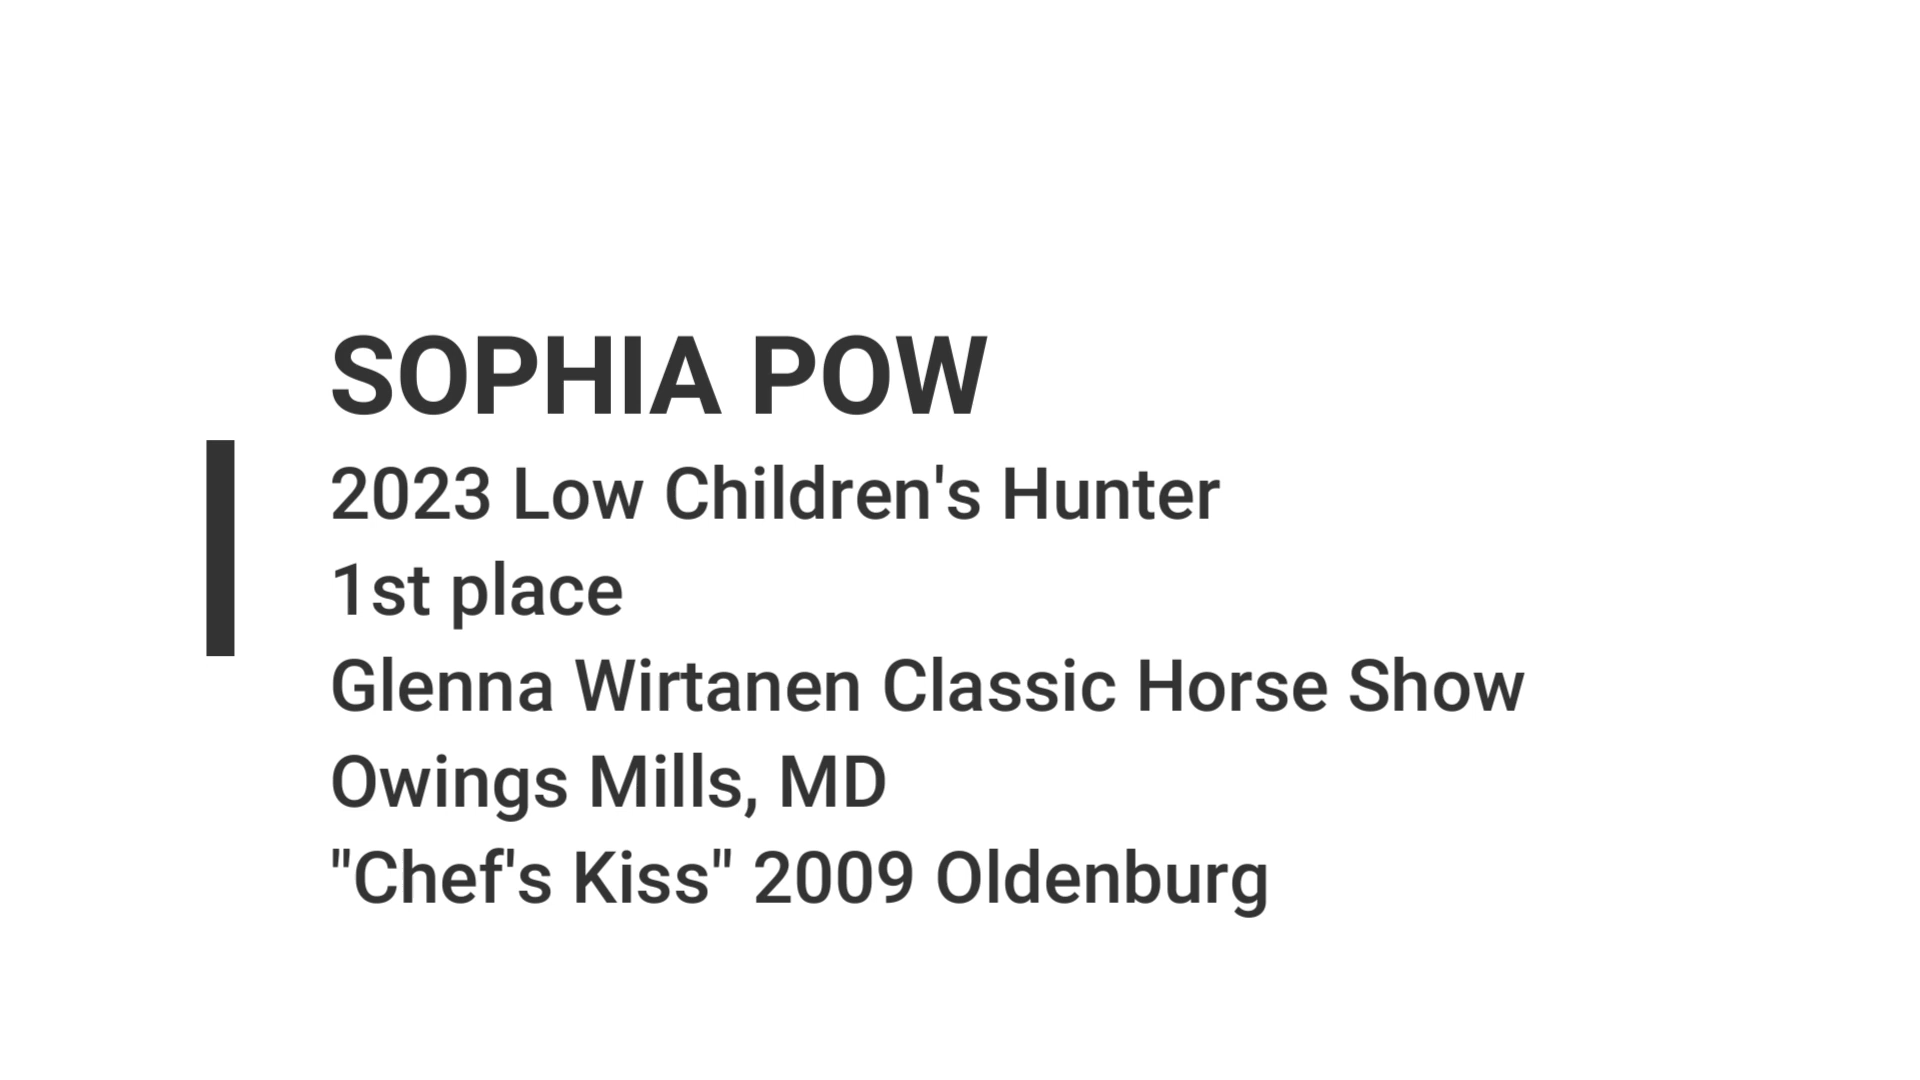 SOPHIA POW
2023 Low Children's Hunter
1st place
Glenna Wirtanen Classic Horse Show
Owings Mills, MD
"Chef's Kiss" 2009 Oldenburg